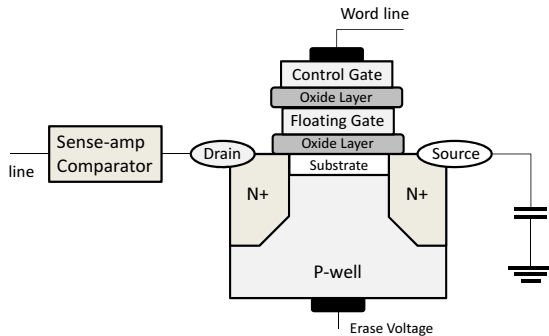 Word line
Control Gate
Oxide Layer
Floating Gate
Oxide Layer
Sense-amp
Comparator
line
Drain
Substrate
Source
N+
N+
P-well
Erase Voltage